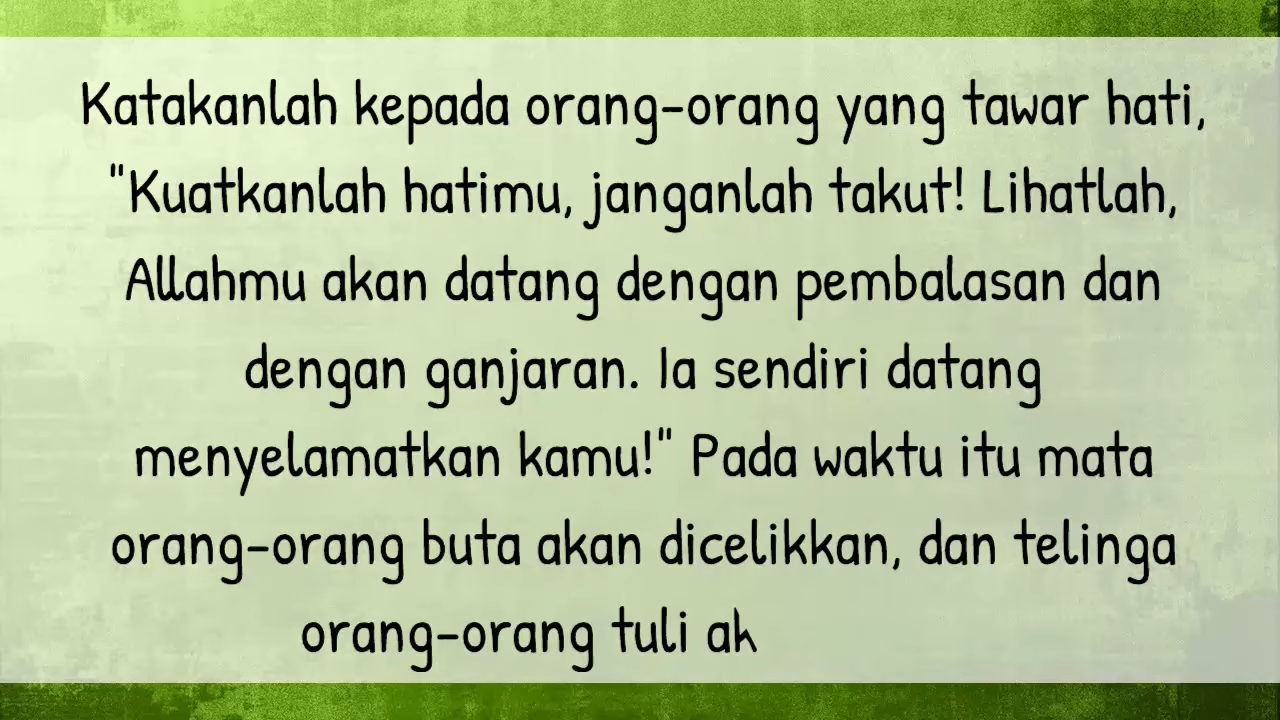 Katakanlah kepada orang-orang yang tawar hati,
"Kuatkanlah hatimu, janganlah takut! Lihatlah,
Allahmu akan datang dengan pembalasan dan
dengan ganjaran. Ia sendiri datang
menyelamatkan kamu!" Pada waktu itu mata
orang-orang buta akan dicelikkan, dan telinga
orang-orang tuli